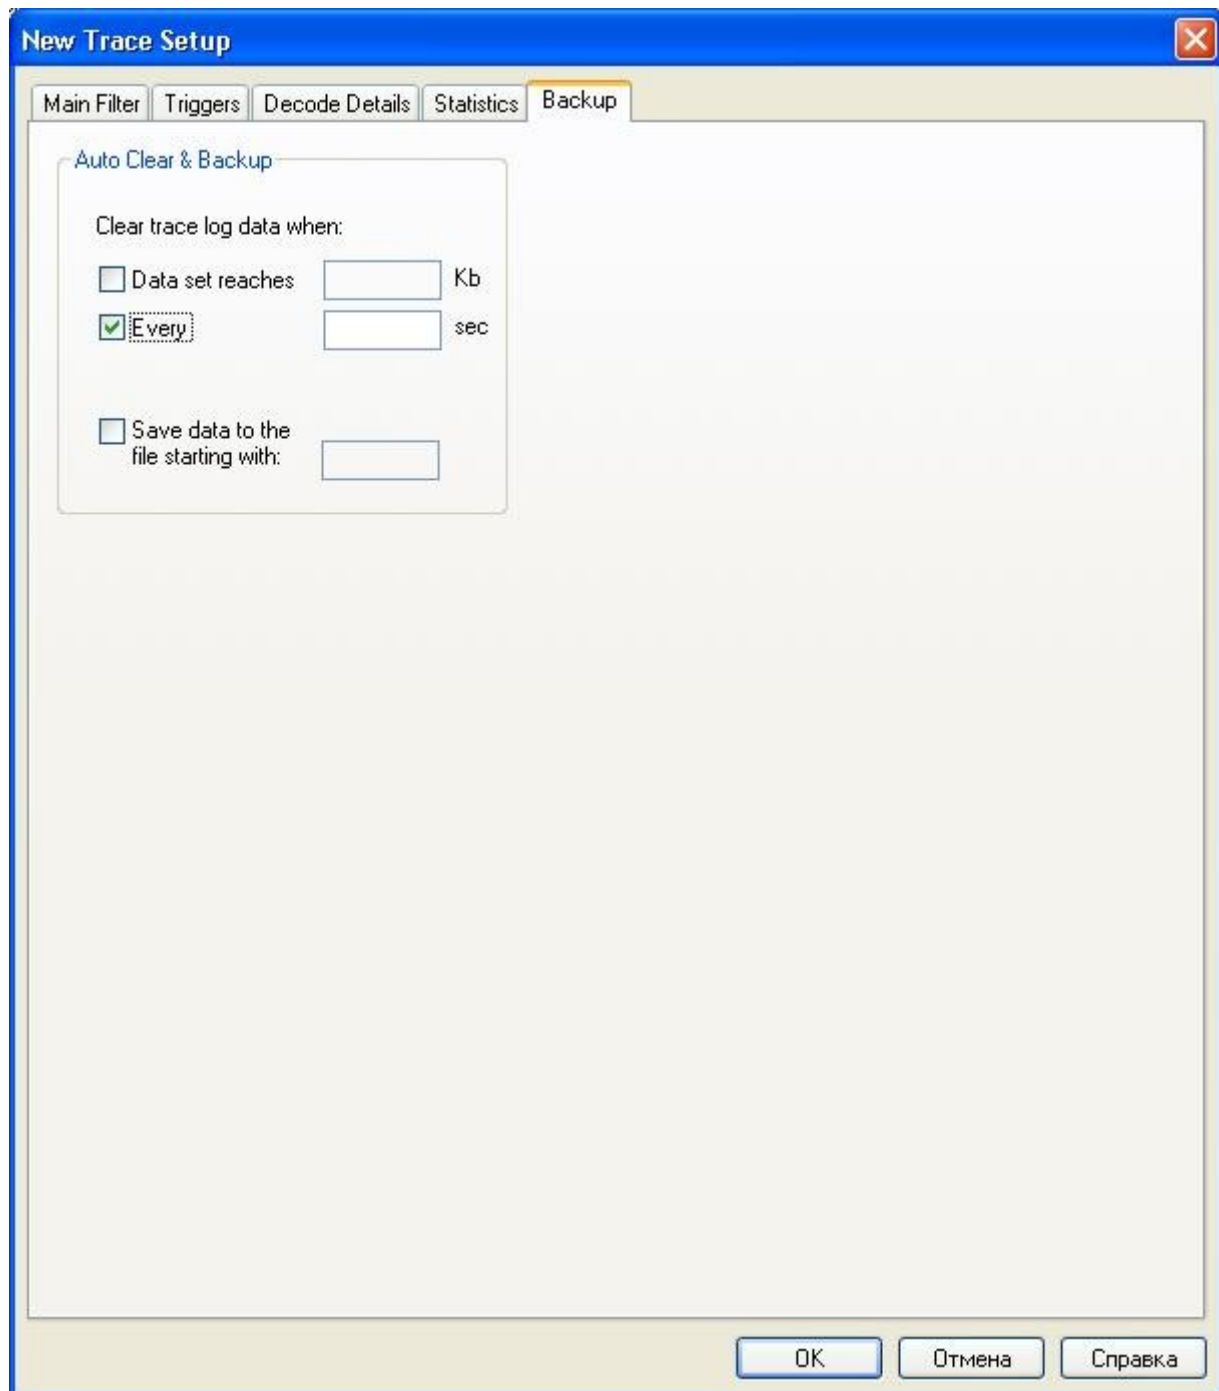 New Trace Setup
Main Filter Triggers Decode Details Statistics Backup
Auto Clear & Backup
Clear trace log data when:
Data set reaches Kb
Every sec
Save data to the
file starting with:
OK Отмена Справка